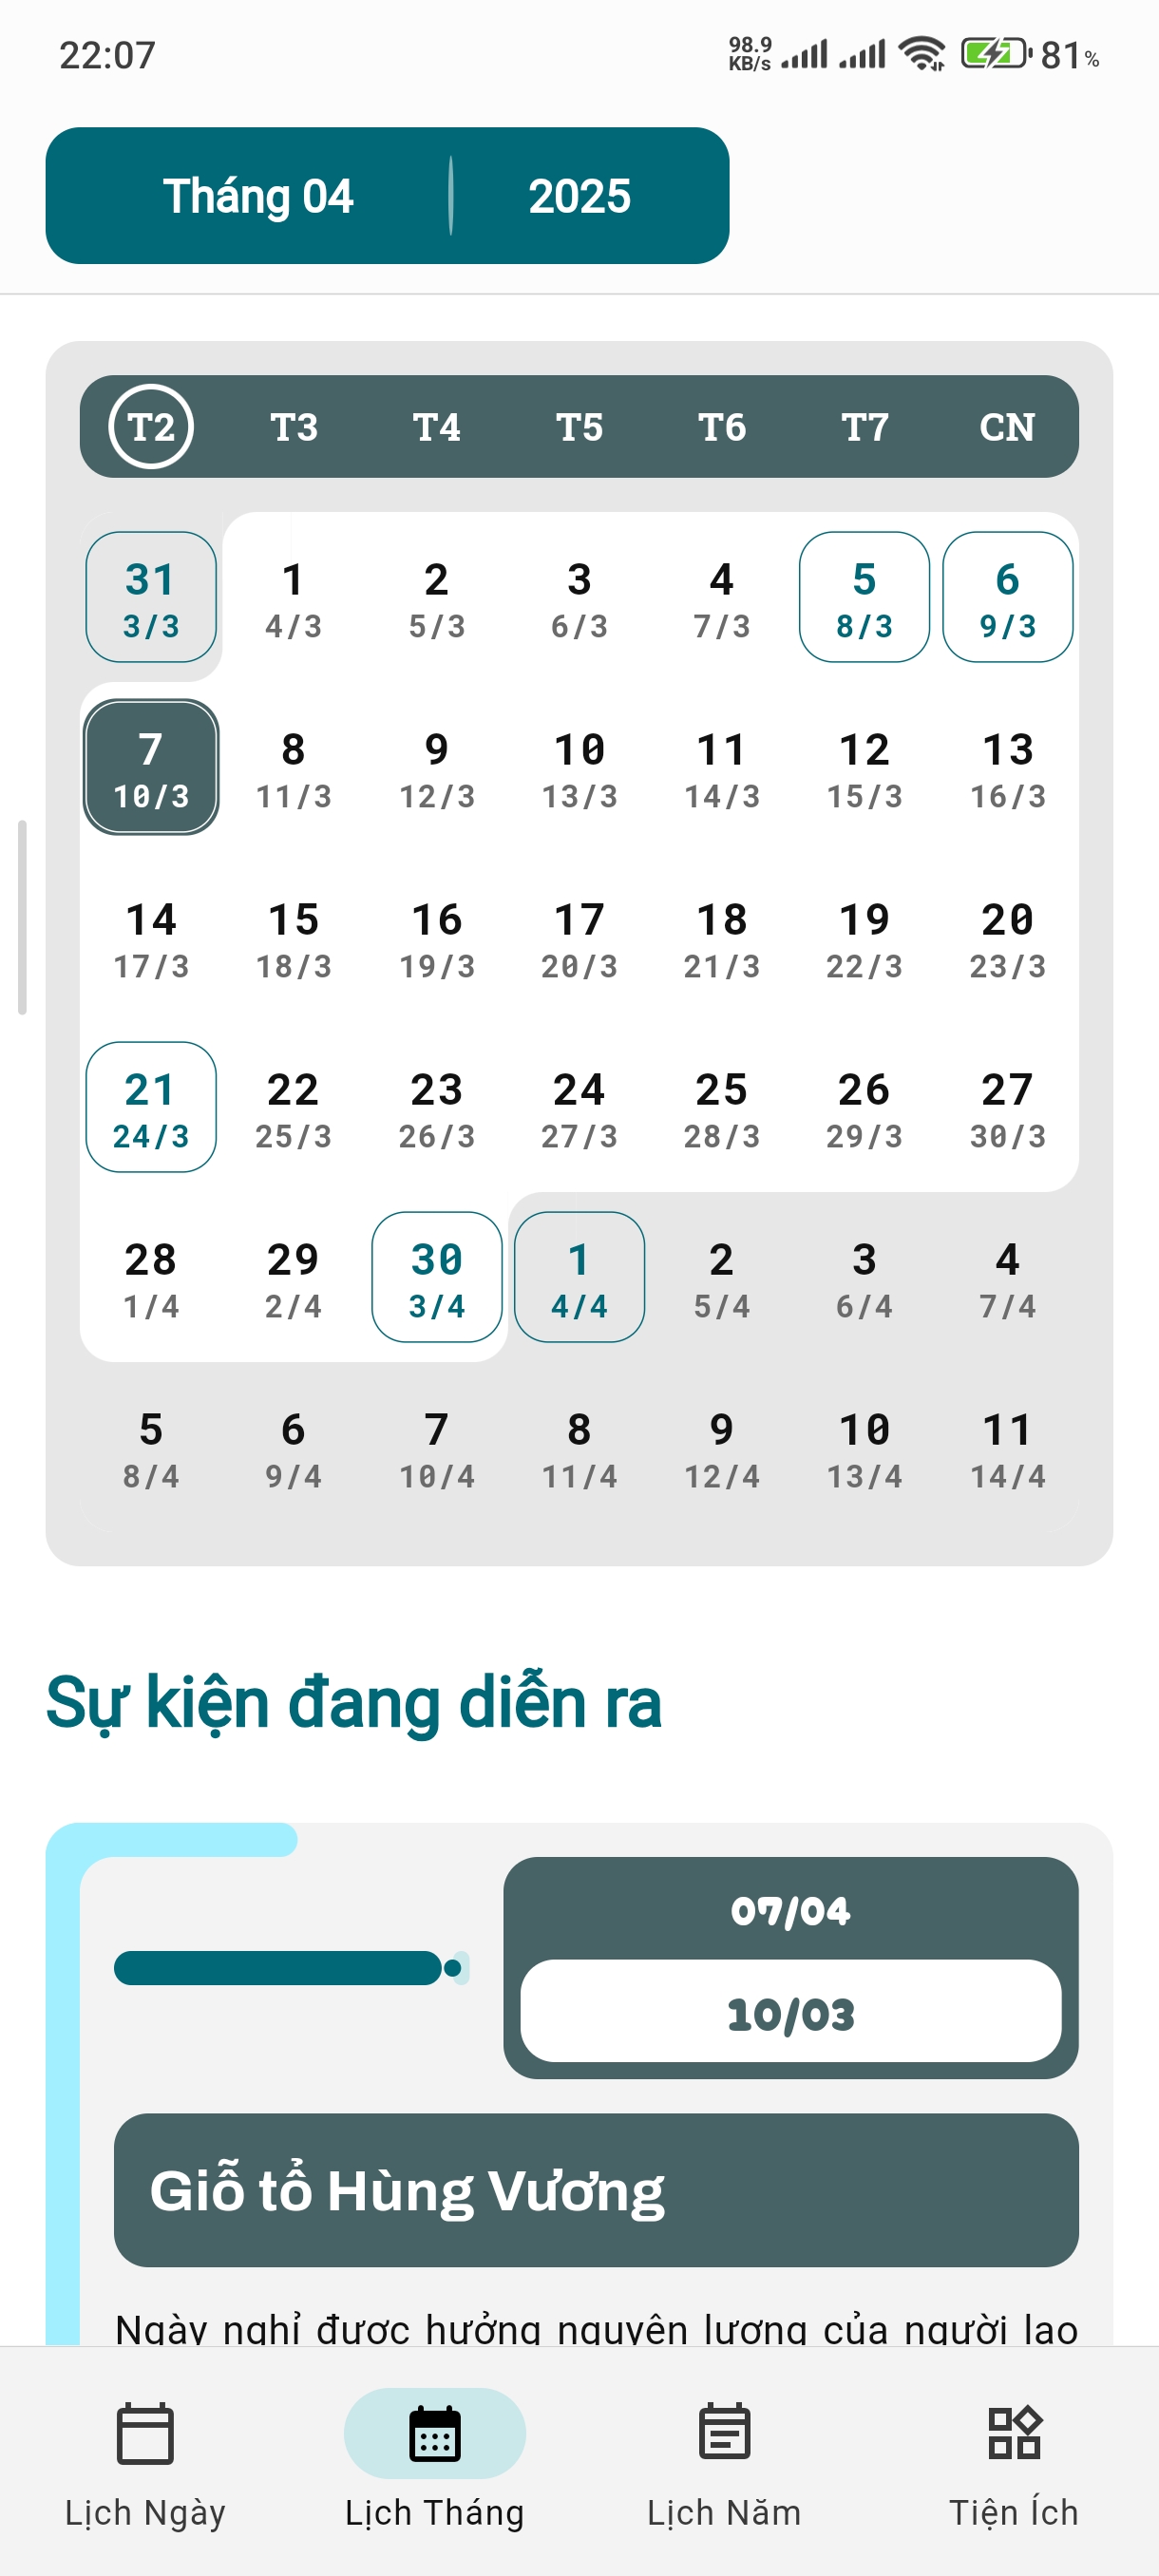 22:07 98.9 KB/s 81%
Tháng 04 2025
T2 T3 T4 T5 T6 T7 CN
31 1 2 3 4 5 6
3/3 4/3 5/3 6/3 7/3 8/3 9/3
7 8 9 10 11 12 13
10/3 11/3 12/3 13/3 14/3 15/3 16/3
14 15 16 17 18 19 20
17/3 18/3 19/3 20/3 21/3 22/3 23/3
21 22 23 24 25 26 27
24/3 25/3 26/3 27/3 28/3 29/3 30/3
28 29 30 1 2 3 4
1/4 2/4 3/4 4/4 5/4 6/4 7/4
5 6 7 8 9 10 11
8/4 9/4 10/4 11/4 12/4 13/4 14/4
Sự kiện đang diễn ra
07/04
10/03
Giỗ tổ Hùng Vương
Ngày nghỉ được hưởng nguyên lương của người lao
Lịch Ngày Lịch Tháng Lịch Năm Tiện Ích